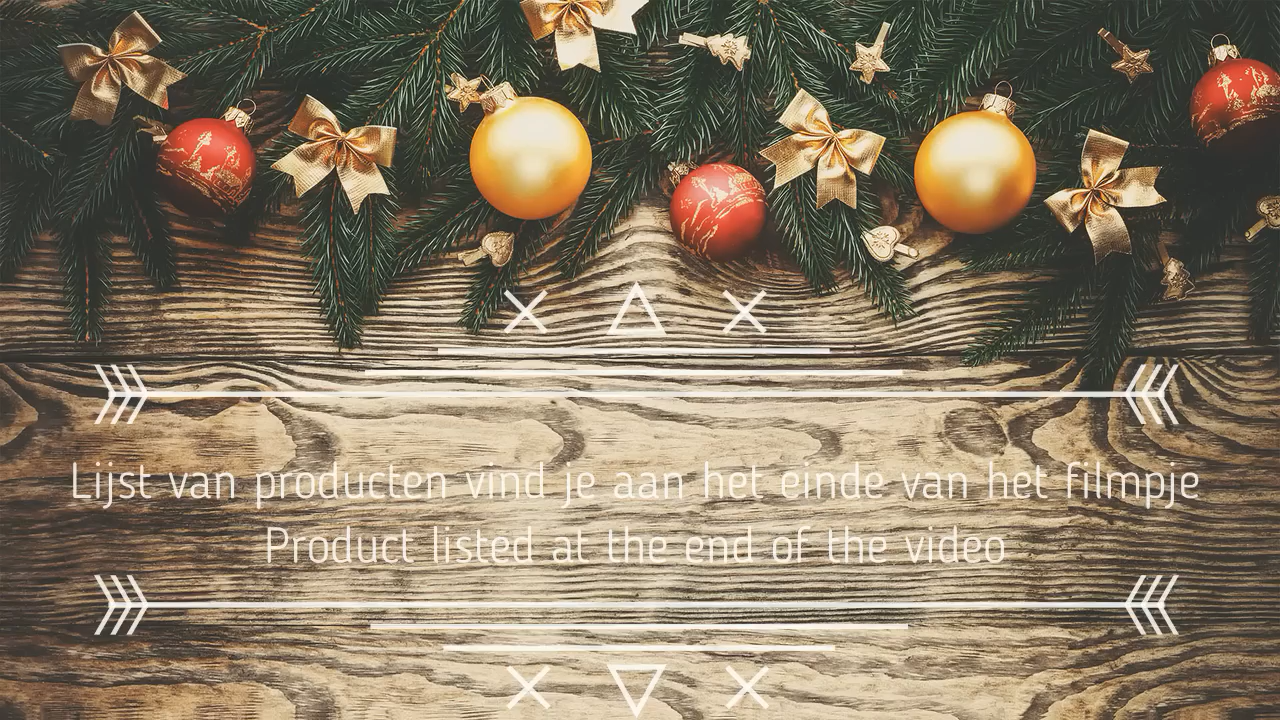 Lijst van producten vind je aan het einde van het filmpje
Product listed at the end of the video